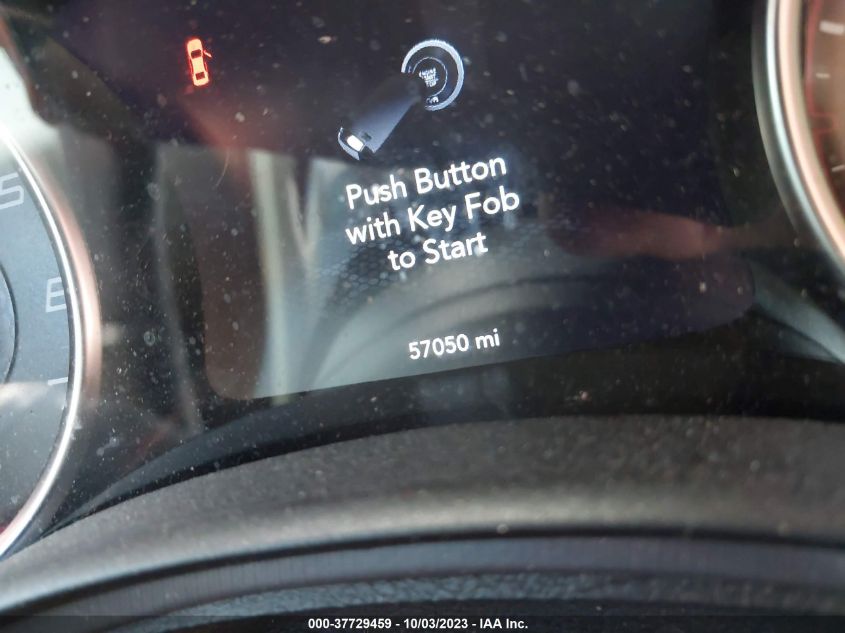 Push Button
with Key Fob
to Start
57050 mi
000-37729459 - 10/03/2023 - IAA Inc.